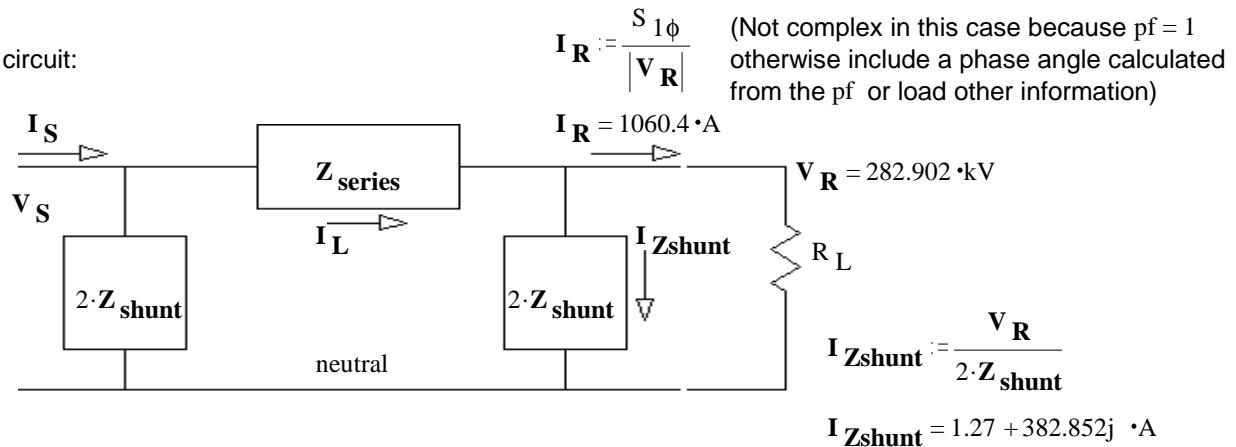 I R := S 1ϕ / |V R|
(Not complex in this case because pf = 1
otherwise include a phase angle calculated
from the pf or load other information)
circuit:
I S
I R = 1060.4 •A
Z series
V R = 282.902 •kV
V S
I L
I Zshunt
R L
2·Z shunt
2·Z shunt
neutral
I Zshunt := V R / 2·Z shunt
I Zshunt = 1.27 + 382.852j •A